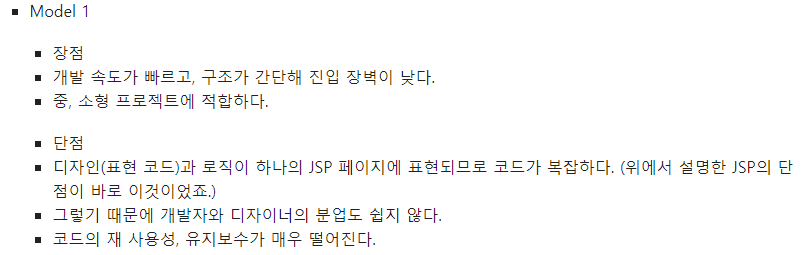 Model 1
장점
개발 속도가 빠르고, 구조가 간단해 진입 장벽이 낮다.
중, 소형 프로젝트에 적합하다.
단점
디자인(표현 코드)과 로직이 하나의 JSP 페이지에 표현되므로 코드가 복잡하다. (위에서 설명한 JSP의 단
점이 바로 이것이었죠.)
그렇기 때문에 개발자와 디자이너의 분업도 쉽지 않다.
코드의 재 사용성, 유지보수가 매우 떨어진다.